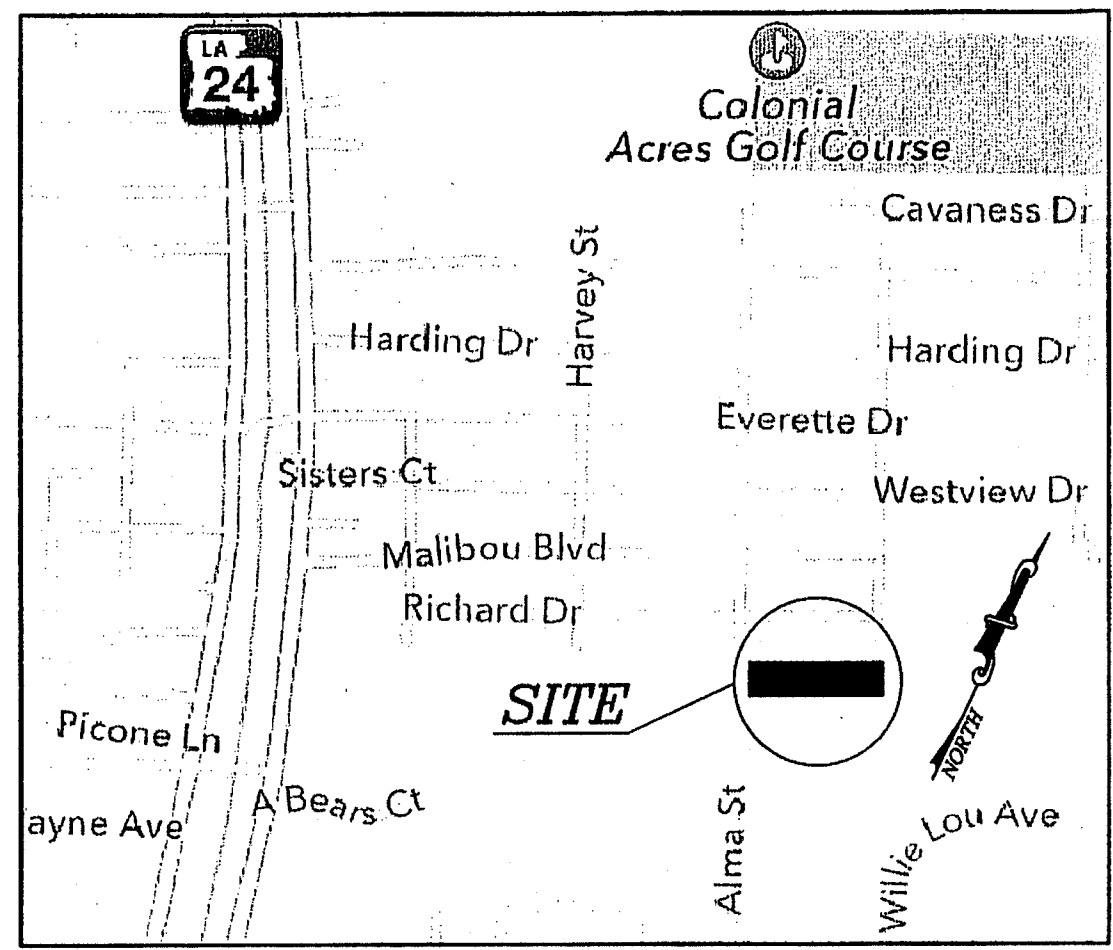 LA
24
Colonial
Acres Golf Course
Cavaness Dr
Harvey St
Harding Dr
Harding Dr
Everette Dr
Sisters Ct
Westview Dr
Malibou Blvd
Richard Dr
SITE
Picone Ln
NORTH
A Bears Ct
ayne Ave
Alma St
Willie Lou Ave